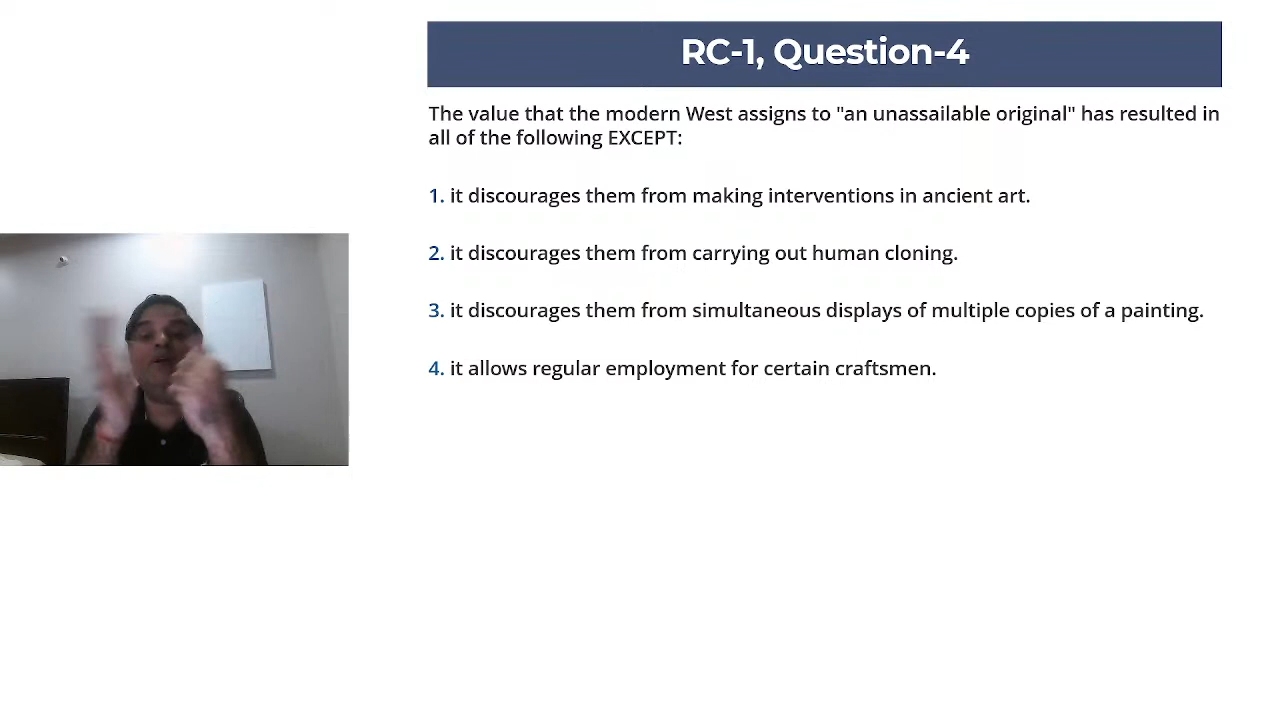 RC-1, Question-4
The value that the modern West assigns to "an unassailable original" has resulted in
all of the following EXCEPT:
1. it discourages them from making interventions in ancient art.
2. it discourages them from carrying out human cloning.
3. it discourages them from simultaneous displays of multiple copies of a painting.
4. it allows regular employment for certain craftsmen.